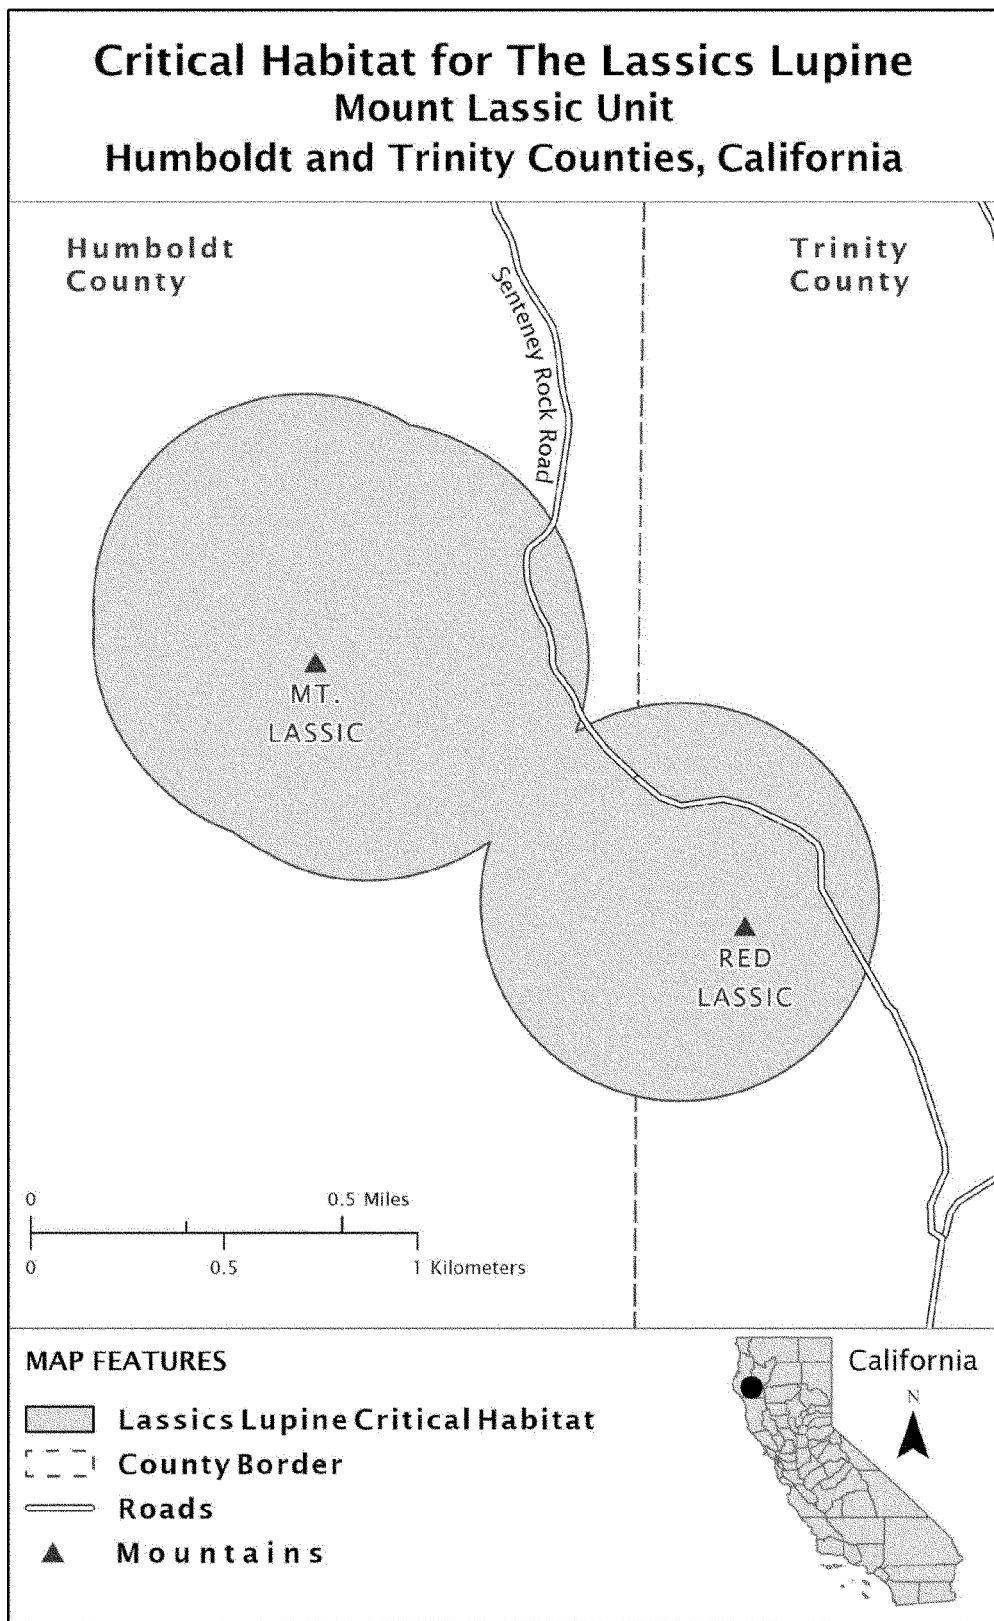 Critical Habitat for The Lassics Lupine
Mount Lassic Unit
Humboldt and Trinity Counties, California
Humboldt
County
Trinity
County
Senteney Rock Road
MT.
LASSIC
RED
LASSIC
0 0.5 Miles
0 0.5 1 Kilometers
MAP FEATURES
Lassics Lupine Critical Habitat
County Border
Roads
Mountains
California
N